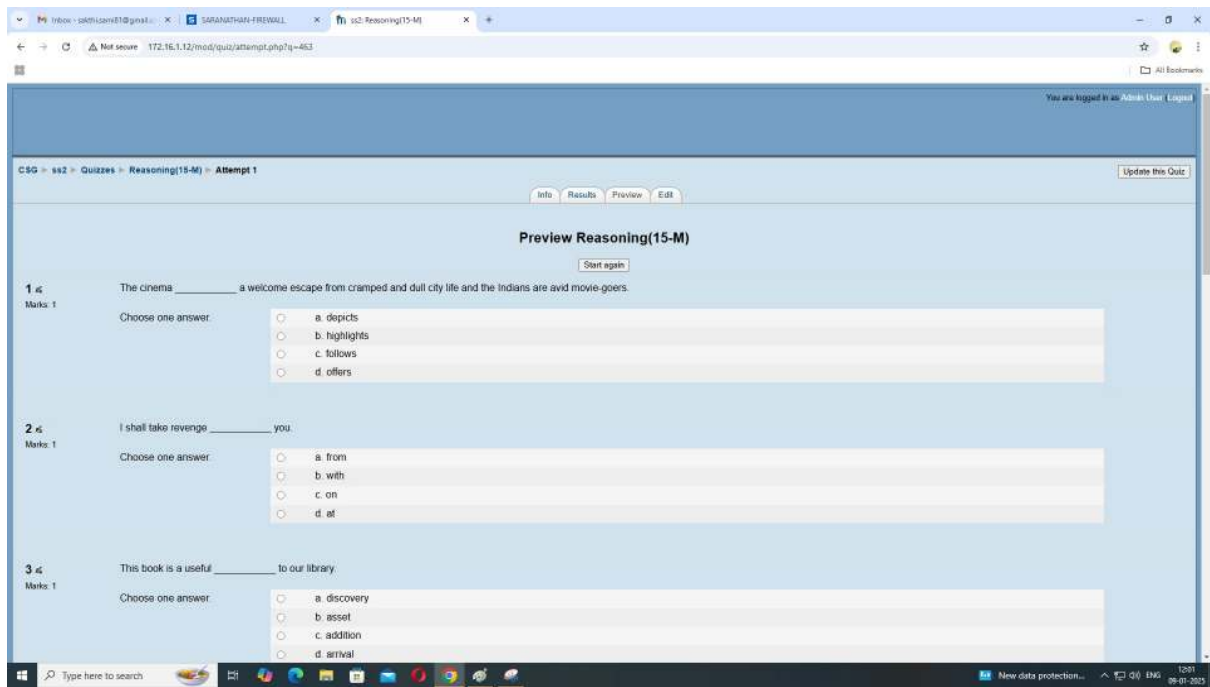 Inbox - sakthisami81@gmail...
SARANATHAN-FIREWALL
ss2: Reasoning(15-M)
Not secure 172.16.1.12/mod/quiz/attempt.php?q=463
All Bookmarks
You are logged in as Admin User (Logout)
CSG ► ss2 ► Quizzes ► Reasoning(15-M) ► Attempt 1
Update this Quiz
Info Results Preview Edit
Preview Reasoning(15-M)
Start again
1
Marks: 1
The cinema ___________ a welcome escape from cramped and dull city life and the Indians are avid movie-goers.
Choose one answer.
a. depicts
b. highlights
c. follows
d. offers
2
Marks: 1
I shall take revenge ___________ you.
Choose one answer.
a. from
b. with
c. on
d. at
3
Marks: 1
This book is a useful ___________ to our library.
Choose one answer.
a. discovery
b. asset
c. addition
d. arrival
Type here to search
New data protection...
ENG
12:01
09-01-2025